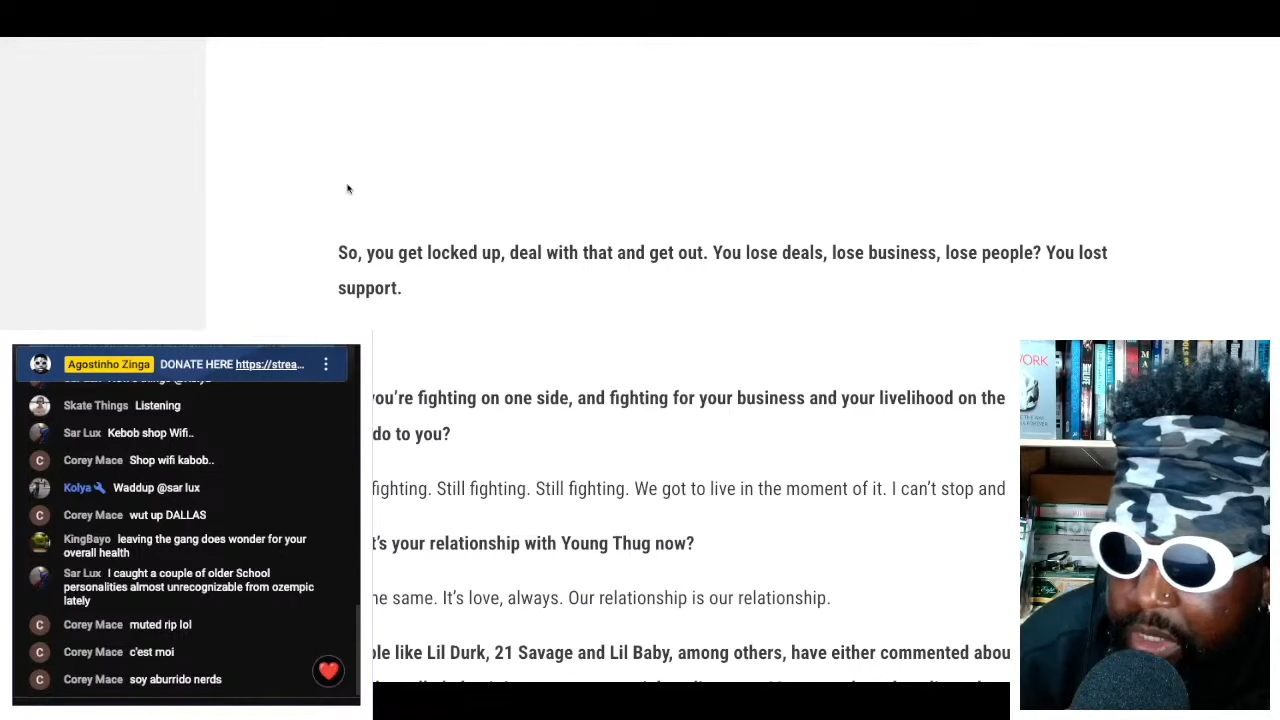 So, you get locked up, deal with that and get out. You lose deals, lose business, lose people? You lost
support.
you're fighting on one side, and fighting for your business and your livelihood on the
do to you?
fighting. Still fighting. Still fighting. We got to live in the moment of it. I can't stop and
t's your relationship with Young Thug now?
ne same. It's love, always. Our relationship is our relationship.
ple like Lil Durk, 21 Savage and Lil Baby, among others, have either commented abou
Agostinho Zinga DONATE HERE https://strea...
Skate Things Listening
Sar Lux Kebob shop Wifi..
Corey Mace Shop wifi kabob..
Kolya Waddup @sar lux
Corey Mace wut up DALLAS
KingBayo leaving the gang does wonder for your
overall health
Sar Lux I caught a couple of older School
personalities almost unrecognizable from ozempic
lately
Corey Mace muted rip lol
Corey Mace c'est moi
Corey Mace soy aburrido nerds
WORK